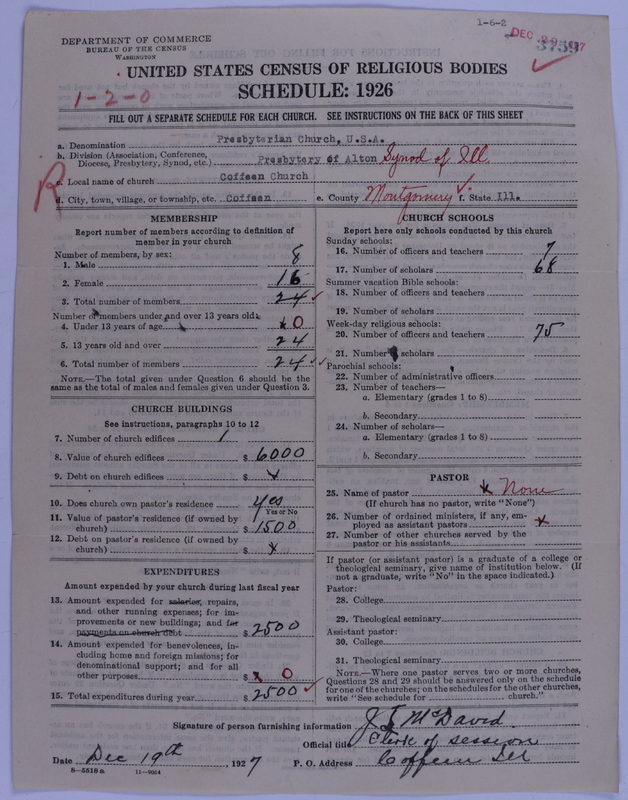 1-6-2
DEPARTMENT OF COMMERCE
BUREAU OF THE CENSUS
WASHINGTON
DEC 20
3759
UNITED STATES CENSUS OF RELIGIOUS BODIES
1-2-0
SCHEDULE: 1926
FILL OUT A SEPARATE SCHEDULE FOR EACH CHURCH. SEE INSTRUCTIONS ON THE BACK OF THIS SHEET
R
a. Denomination Presbyterian Church, U.S.A.
b. Division (Association, Conference, Diocese, Presbytery, Synod, etc.) Presbytery of Alton Synod of Ill.
c. Local name of church Coffeen Church
d. City, town, village, or township, etc. Coffeen e. County Montgomery f. State Ill.
MEMBERSHIP
Report number of members according to definition of
member in your church
Number of members, by sex:
1. Male 8
2. Female 16
3. Total number of members 24
Number of members under and over 13 years old:
4. Under 13 years of age x 0
5. 13 years old and over 24
6. Total number of members 24
NOTE.—The total given under Question 6 should be
same as the total of males and females given under Question 3.
CHURCH BUILDINGS
See instructions, paragraphs 10 to 12
7. Number of church edifices 1
8. Value of church edifices $ 6000
9. Debt on church edifices $ x
10. Does church own pastor's residence yes
Yes or No
11. Value of pastor's residence (if owned by
church) $ 1500
12. Debt on pastor's residence (if owned by
church) $ x
EXPENDITURES
Amount expended by your church during last fiscal year
13. Amount expended for salaries, repairs,
and other running expenses; for im-
provements or new buildings; and for
payments on church debt $ 2500
14. Amount expended for benevolences, in-
cluding home and foreign missions; for
denominational support; and for all
other purposes $ x 0
15. Total expenditures during year $ 2500
CHURCH SCHOOLS
Report here only schools conducted by this church
Sunday schools:
16. Number of officers and teachers 7
17. Number of scholars 68
Summer vacation Bible schools:
18. Number of officers and teachers
19. Number of scholars
Week-day religious schools:
20. Number of officers and teachers 75
21. Number of scholars
Parochial schools:
22. Number of administrative officers
23. Number of teachers—
a. Elementary (grades 1 to 8)
b. Secondary
24. Number of scholars—
a. Elementary (grades 1 to 8)
b. Secondary
PASTOR
25. Name of pastor x None
(If church has no pastor, write "None")
26. Number of ordained ministers, if any, em-
ployed as assistant pastors x
27. Number of other churches served by the
pastor or his assistants
If pastor (or assistant pastor) is a graduate of a college or
theological seminary, give name of institution below. (If
not a graduate, write "No" in the space indicated.)
Pastor:
28. College
29. Theological seminary
Assistant pastor:
30. College
31. Theological seminary
NOTE.—Where one pastor serves two or more churches,
Questions 28 and 29 should be answered only on the schedule
for one of the churches; on the schedules for the other churches,
write "See schedule for church."
Signature of person furnishing information J. T. McDavid
Official title Clerk of session
Date Dec 19th, 1927 P. O. Address Coffeen Ill
8—5518a 11—9024